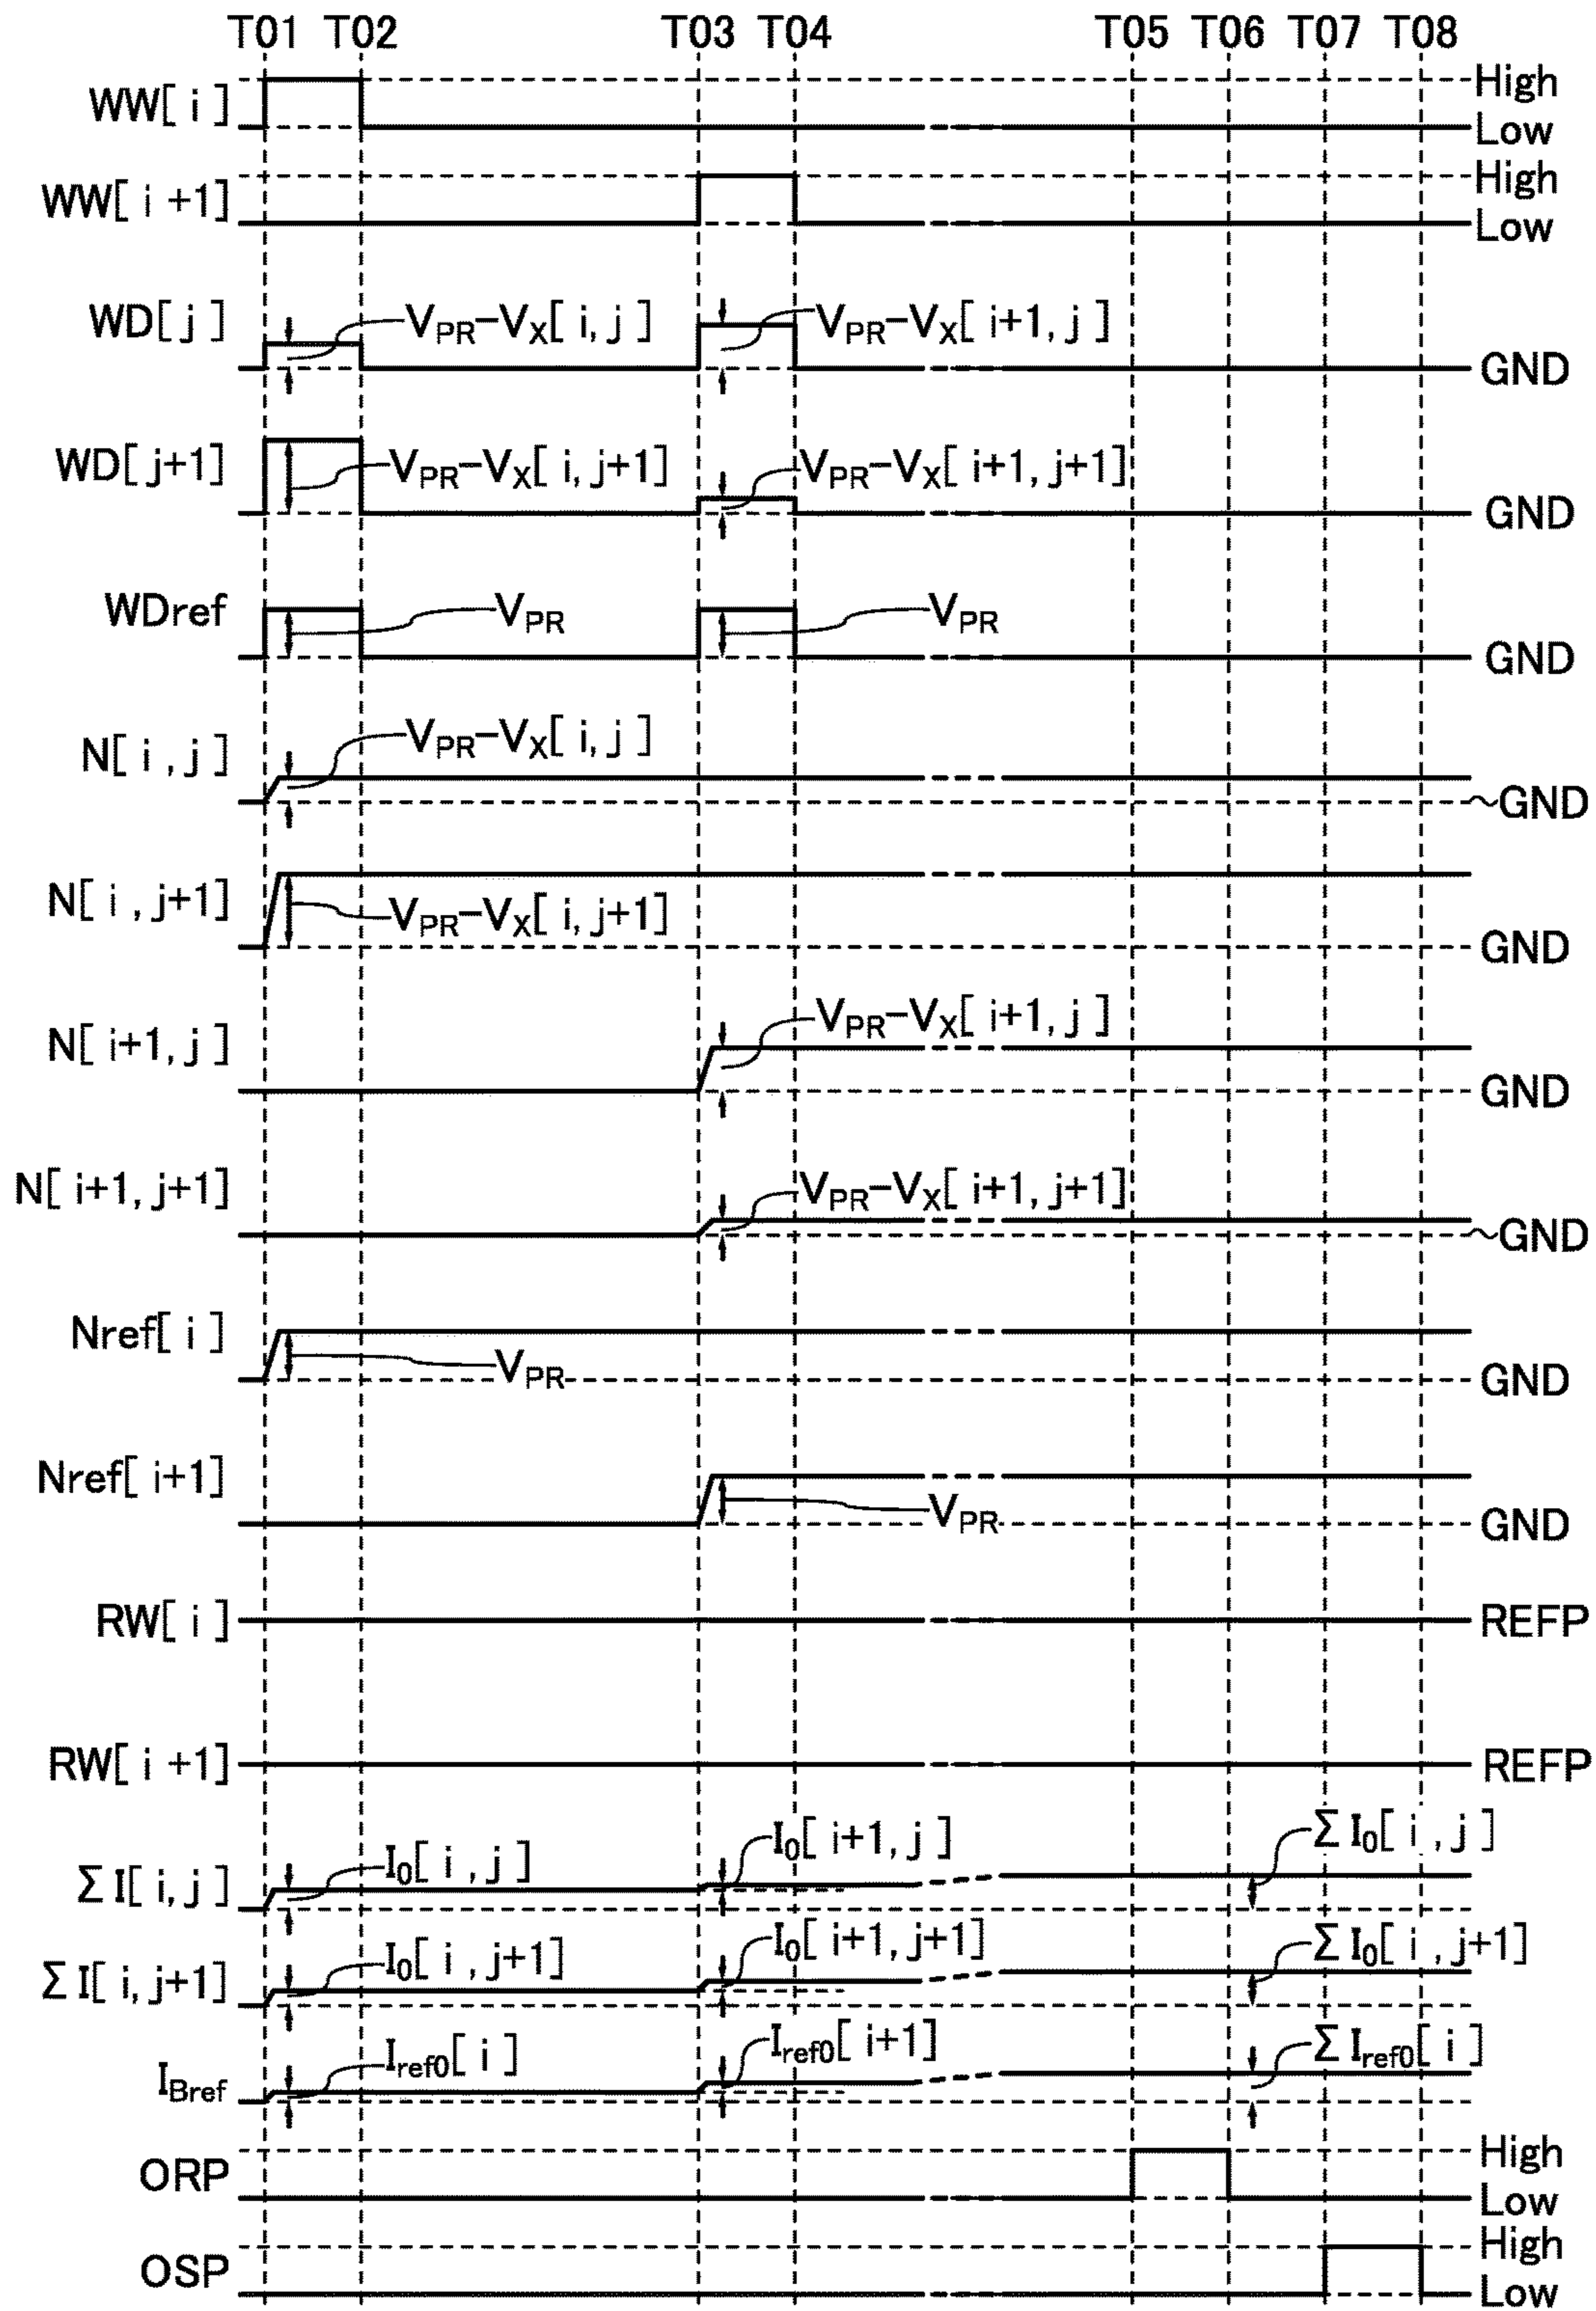 T01 T02 T03 T04 T05 T06 T07 T08
WW[ i ] High
Low
WW[ i +1] High
Low
WD[ j ] VPR−VX[ i, j ] VPR−VX[ i+1, j ]
GND
WD[ j+1] VPR−VX[ i, j+1] VPR−VX[ i+1, j+1]
GND
WDref VPR VPR
GND
N[ i , j ] VPR−VX[ i, j ]
GND
N[ i , j+1] VPR−VX[ i, j+1]
GND
N[ i+1, j ] VPR−VX[ i+1, j ]
GND
N[ i+1, j+1] VPR−VX[ i+1, j+1]
GND
Nref[ i ] VPR
GND
Nref[ i+1] VPR
GND
RW[ i ] REFP
RW[ i +1] REFP
ΣI[ i, j ] I0[ i , j ] I0[ i+1, j ] ΣI0[ i , j ]
ΣI[ i, j+1] I0[ i , j+1] I0[ i+1, j+1] ΣI0[ i , j+1]
IBref Iref0[ i ] Iref0[ i+1] ΣIref0[ i ]
ORP High
Low
OSP High
Low